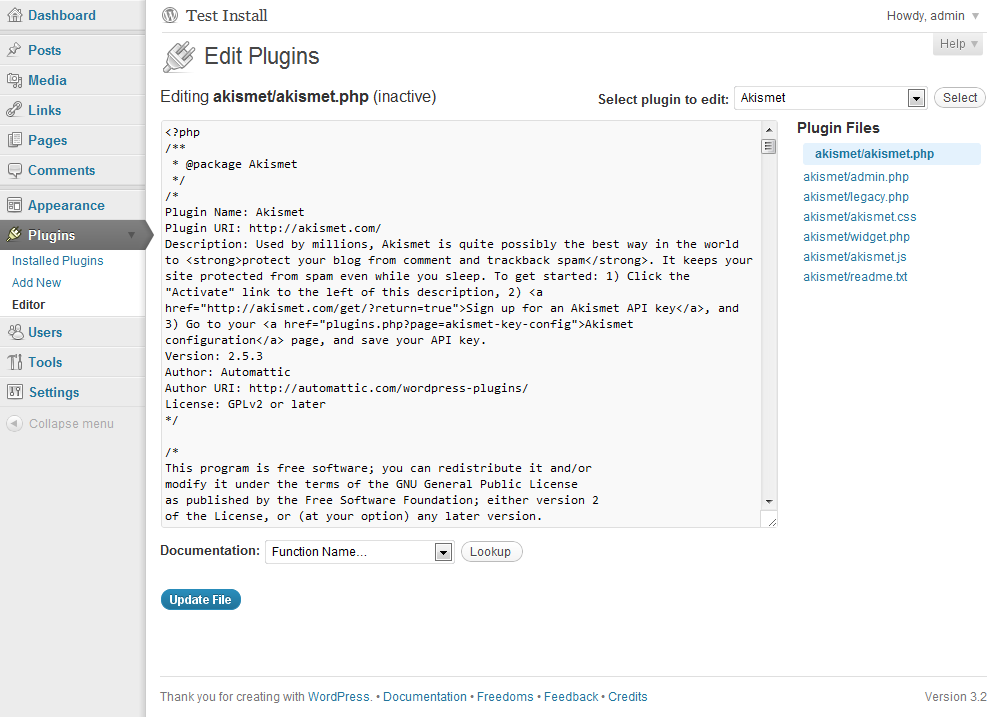 Test Install
Howdy, admin
Help
Dashboard
Posts
Media
Links
Pages
Comments
Appearance
Plugins
Installed Plugins
Add New
Editor
Users
Tools
Settings
Collapse menu
Edit Plugins
Editing akismet/akismet.php (inactive)
Select plugin to edit: Akismet Select
<?php
/**
 * @package Akismet
 */
/*
Plugin Name: Akismet
Plugin URI: http://akismet.com/
Description: Used by millions, Akismet is quite possibly the best way in the world
to <strong>protect your blog from comment and trackback spam</strong>. It keeps your
site protected from spam even while you sleep. To get started: 1) Click the
"Activate" link to the left of this description, 2) <a
href="http://akismet.com/get/?return=true">Sign up for an Akismet API key</a>, and
3) Go to your <a href="plugins.php?page=akismet-key-config">Akismet
configuration</a> page, and save your API key.
Version: 2.5.3
Author: Automattic
Author URI: http://automattic.com/wordpress-plugins/
License: GPLv2 or later
*/

/*
This program is free software; you can redistribute it and/or
modify it under the terms of the GNU General Public License
as published by the Free Software Foundation; either version 2
of the License, or (at your option) any later version.
Plugin Files
akismet/akismet.php
akismet/admin.php
akismet/legacy.php
akismet/akismet.css
akismet/widget.php
akismet/akismet.js
akismet/readme.txt
Documentation: Function Name... Lookup
Update File
Thank you for creating with WordPress. • Documentation • Freedoms • Feedback • Credits
Version 3.2